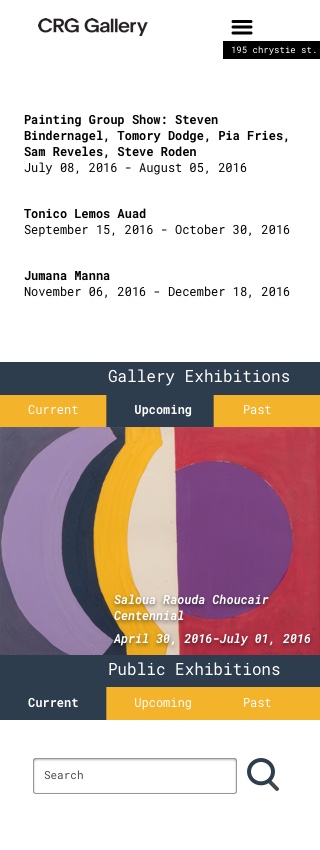 CRG Gallery
195 chrystie st.
Painting Group Show: Steven
Bindernagel, Tomory Dodge, Pia Fries,
Sam Reveles, Steve Roden
July 08, 2016 - August 05, 2016
Tonico Lemos Auad
September 15, 2016 - October 30, 2016
Jumana Manna
November 06, 2016 - December 18, 2016
Gallery Exhibitions
Current Upcoming Past
Saloua Raouda Choucair
Centennial
April 30, 2016-July 01, 2016
Public Exhibitions
Current Upcoming Past
Search